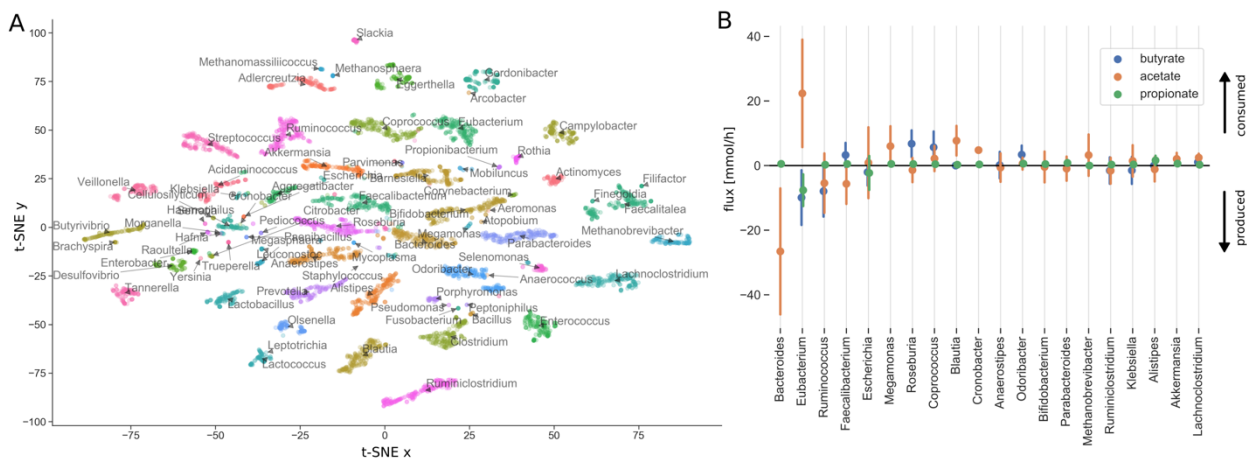 A
100
75
50
25
0
−25
−50
−75
−100
t-SNE y
−75
−50
−25
0
25
50
75
t-SNE x
Slackia
Methanomassiliicoccus
Methanosphaera
Adlercreutzia
Eggerthella
Gordonibacter
Arcobacter
Ruminococcus
Coprococcus
Eubacterium
Campylobacter
Streptococcus
Akkermansia
Propionibacterium
Rothia
Parvimonas
Mobiluncus
Acidaminococcus
Escherichia
Barnesiella
Actinomyces
Veillonella
Klebsiella
Aggregatibacter
Corynebacterium
Filifactor
Cellulosilyticum
Cronobacter
Faecalibacterium
Finegoldia
Haemophilus
Citrobacter
Bifidobacterium
Aeromonas
Faecalitalea
Butyrivibrio
Morganella
Pediococcus
Roseburia
Atopobium
Methanobrevibacter
Hafnia
Paenibacillus
Megamonas
Brachyspira
Megasphaera
Bacteroides
Parabacteroides
Raoultella
Leuconostoc
Mycoplasma
Selenomonas
Enterobacter
Trueperella
Anaerostipes
Desulfovibrio
Yersinia
Staphylococcus
Odoribacter
Anaerococcus
Lachnoclostridium
Tannerella
Prevotella
Alistipes
Porphyromonas
Lactobacillus
Pseudomonas
Peptoniphilus
Olsenella
Fusobacterium
Bacillus
Enterococcus
Clostridium
Leptotrichia
Blautia
Lactococcus
Ruminiclostridium
B
40
20
0
−20
−40
flux [mmol/h]
butyrate
acetate
propionate
consumed
produced
Bacteroides
Eubacterium
Ruminococcus
Faecalibacterium
Escherichia
Megamonas
Roseburia
Coprococcus
Blautia
Cronobacter
Anaerostipes
Odoribacter
Bifidobacterium
Parabacteroides
Methanobrevibacter
Ruminiclostridium
Klebsiella
Alistipes
Akkermansia
Lachnoclostridium